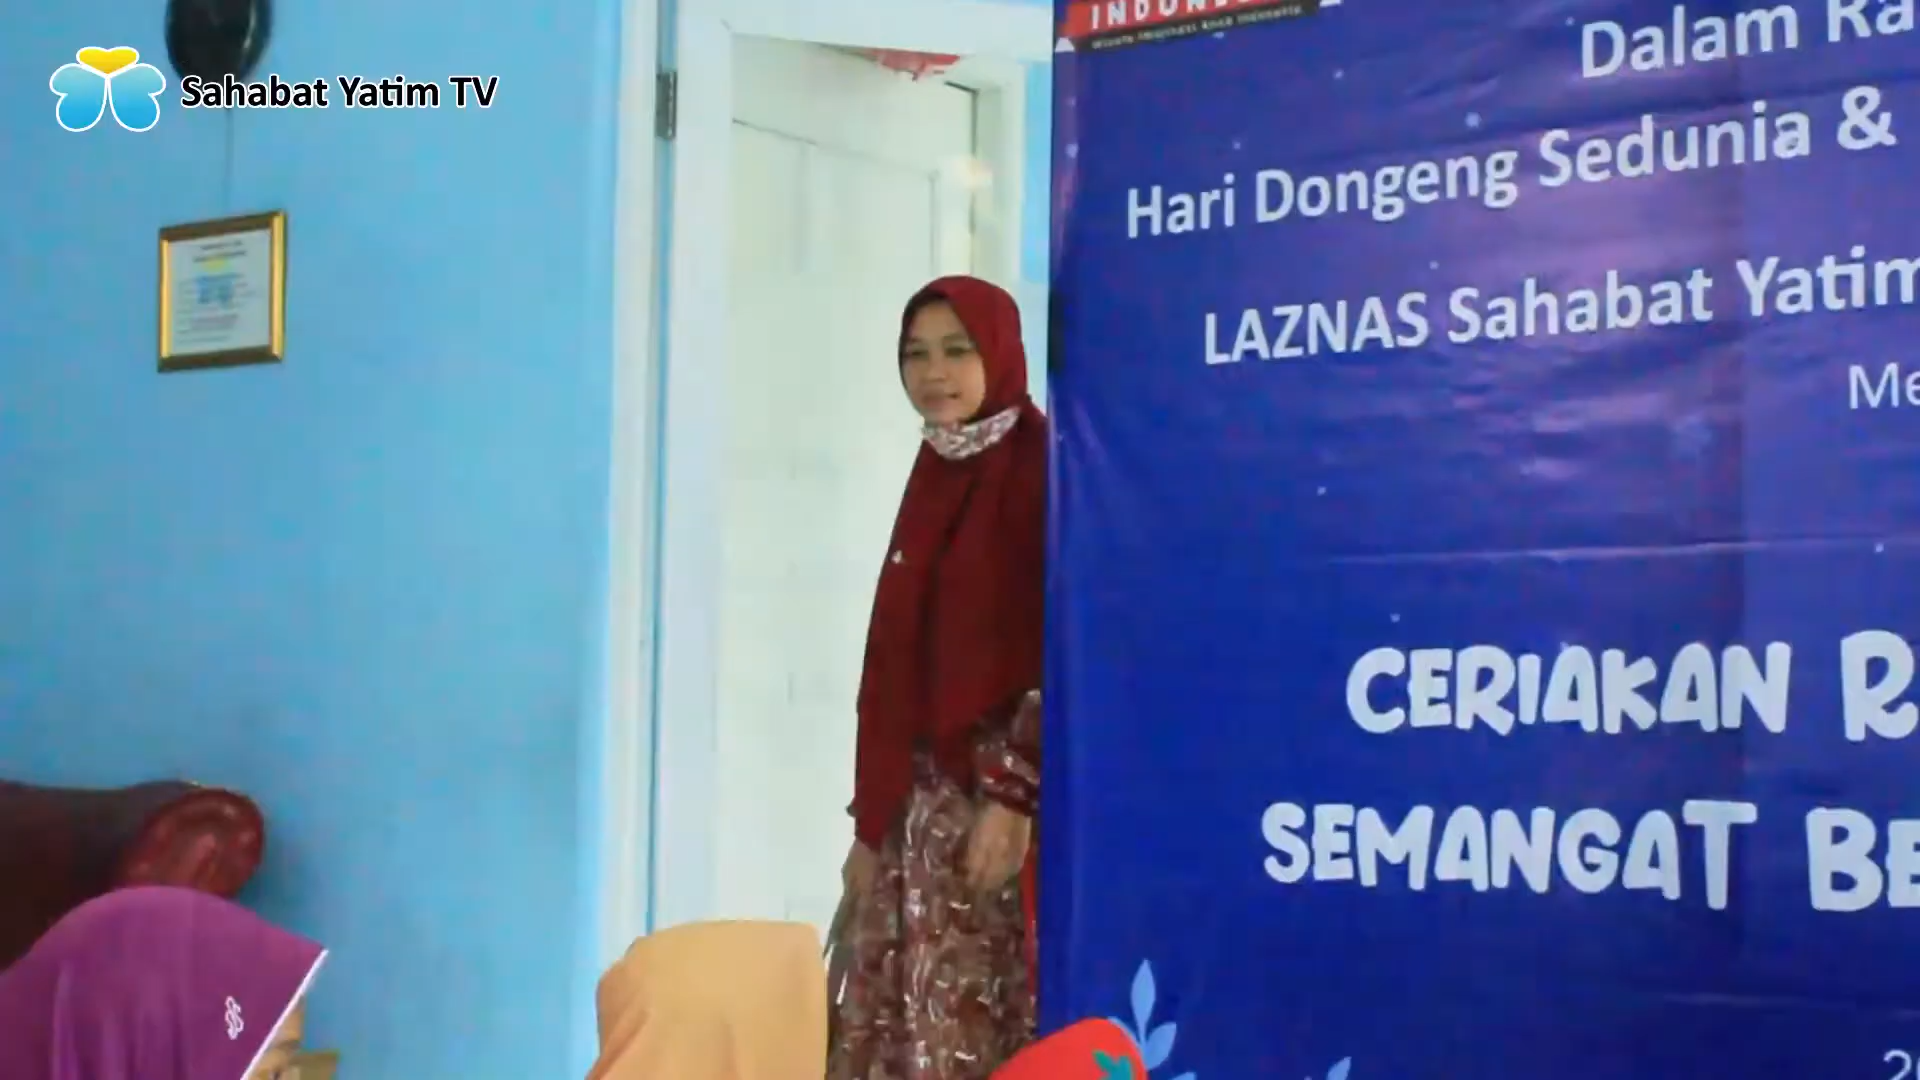 Sahabat Yatim TV
Dalam Ra
Hari Dongeng Sedunia &
LAZNAS Sahabat Yatim
Me
CERIAKAN R
SEMANGAT BE